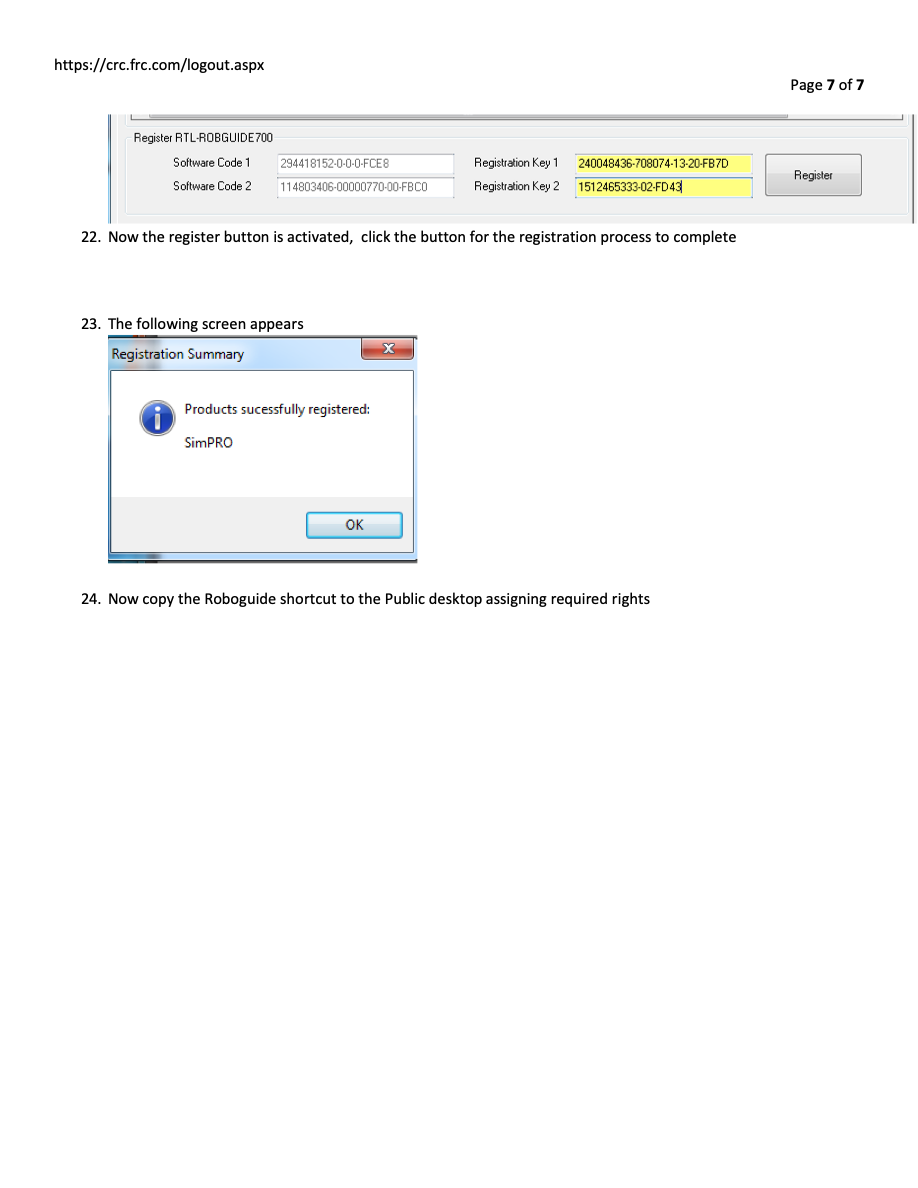 https://crc.frc.com/logout.aspx
Page 7 of 7
Register RTL-ROBGUIDE700
Software Code 1 294418152-0-0-0-FCE8 Registration Key 1 240048436-708074-13-20-FB7D
Register
Software Code 2 114803406-00000770-00-FBC0 Registration Key 2 1512465333-02-FD43
22. Now the register button is activated,  click the button for the registration process to complete
23. The following screen appears
Registration Summary
Products sucessfully registered:
SimPRO
OK
24. Now copy the Roboguide shortcut to the Public desktop assigning required rights